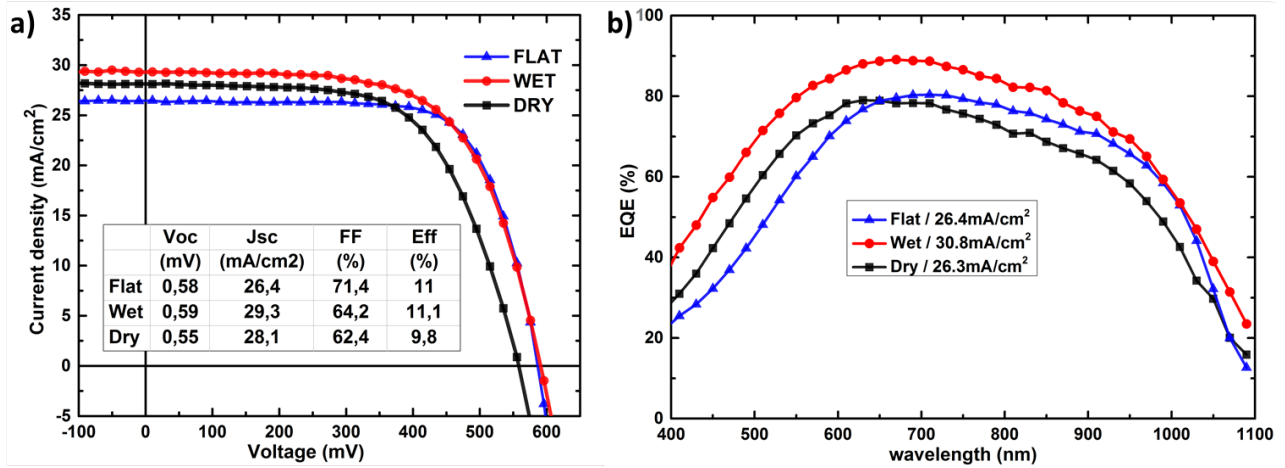 a)
35
30
25
20
15
10
5
0
-5
Current density (mA/cm²)
FLAT
WET
DRY
Voc Jsc FF Eff
(mV) (mA/cm2) (%) (%)
Flat 0,58 26,4 71,4 11
Wet 0,59 29,3 64,2 11,1
Dry 0,55 28,1 62,4 9,8
-100 0 100 200 300 400 500 600
Voltage (mV)
b)
100
80
60
40
20
0
EQE (%)
Flat / 26.4mA/cm²
Wet / 30.8mA/cm²
Dry / 26.3mA/cm²
400 500 600 700 800 900 1000 1100
wavelength (nm)